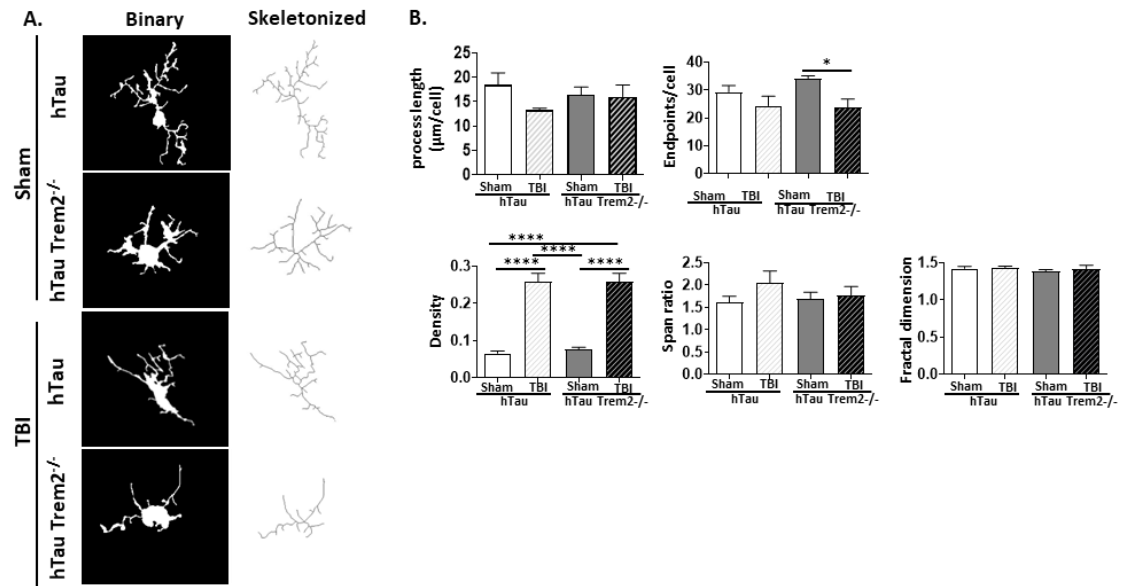 A.
Binary
Skeletonized
Sham
hTau
hTau Trem2-/-
TBI
hTau
hTau Trem2-/-
B.
process length
(µm/cell)
25
20
15
10
5
0
Sham TBI Sham TBI
hTau hTau Trem2-/-
Endpoints/cell
*
40
30
20
10
0
Sham TBI Sham TBI
hTau hTau Trem2-/-
Density
****
****
**** ****
0.3
0.2
0.1
0.0
Sham TBI Sham TBI
hTau hTau Trem2-/-
Span ratio
2.5
2.0
1.5
1.0
0.5
0.0
Sham TBI Sham TBI
hTau hTau Trem2-/-
Fractal dimension
1.5
1.0
0.5
0.0
Sham TBI Sham TBI
hTau hTau Trem2-/-